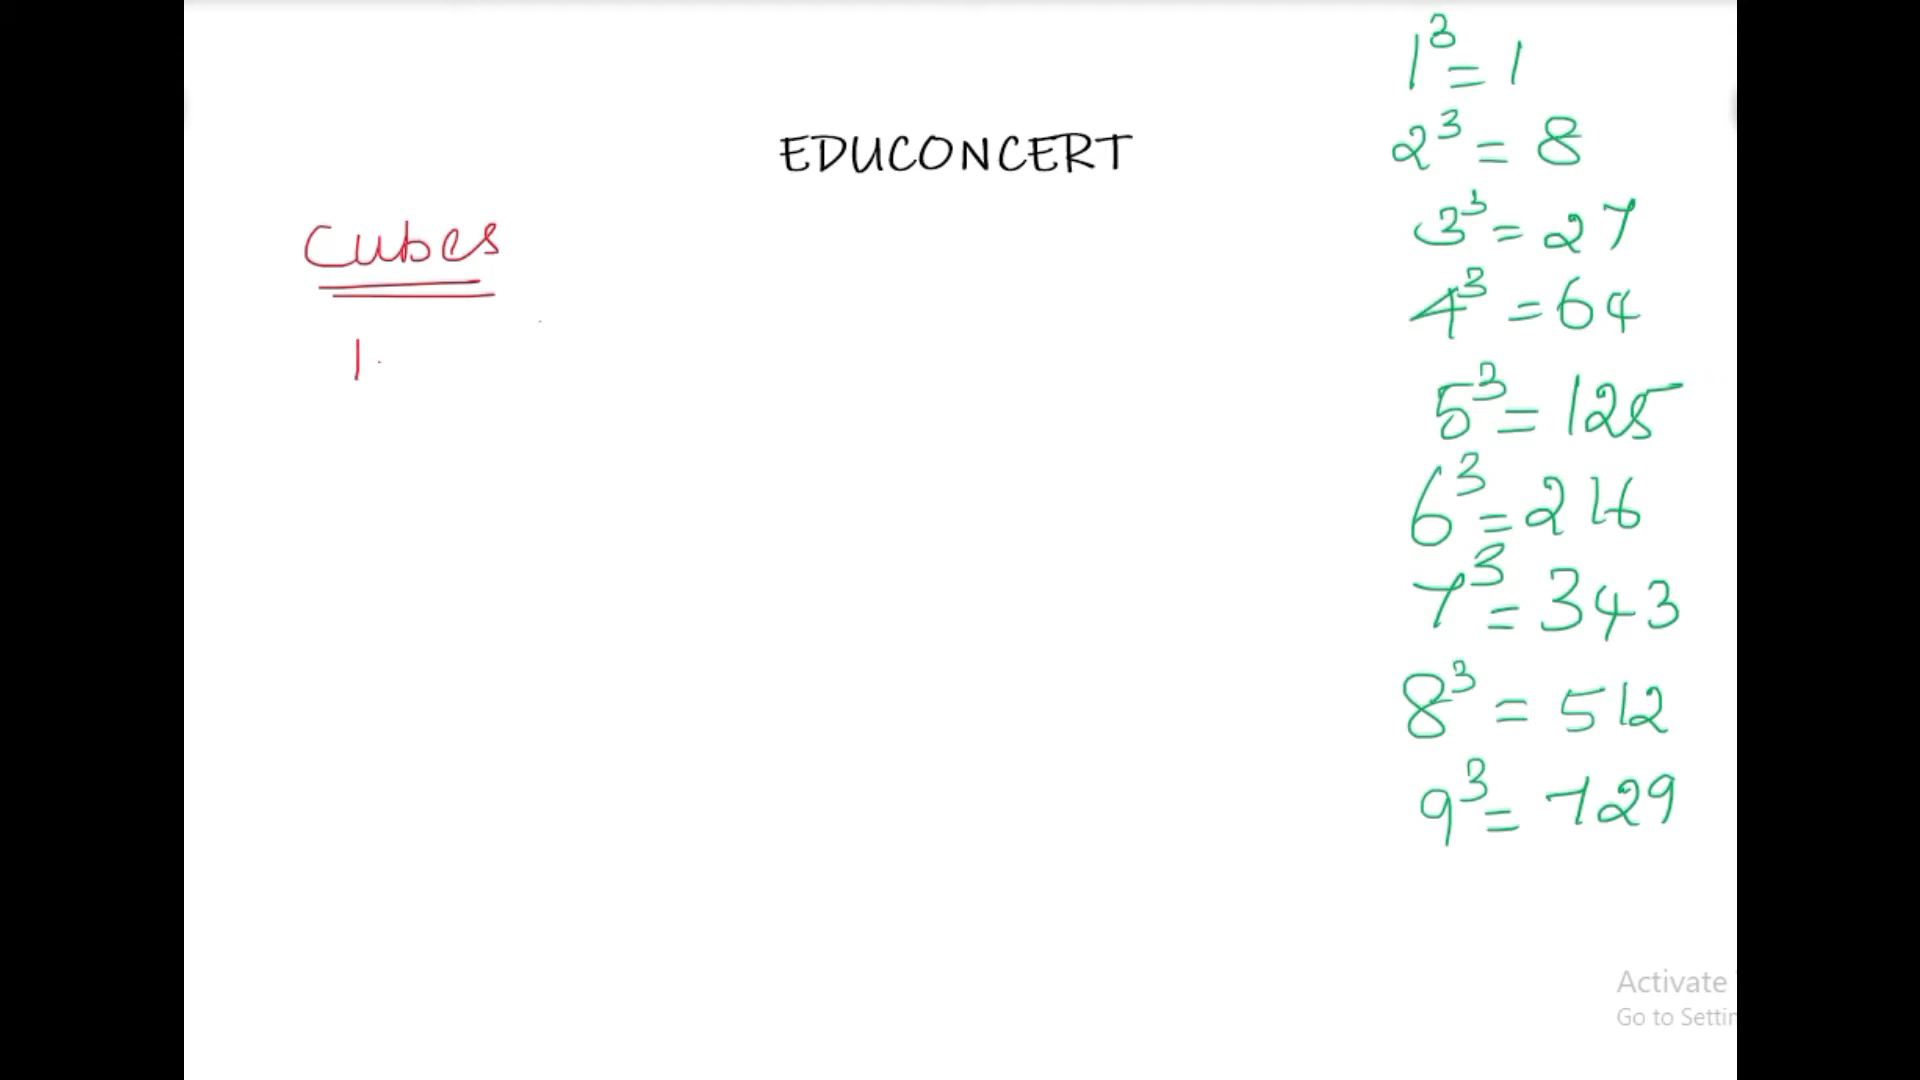 EDUCONCERT
Cubes
1.
1³ = 1
2³ = 8
3³ = 27
4³ = 64
5³ = 125
6³ = 216
7³ = 343
8³ = 512
9³ = 729
Activate
Go to Settin